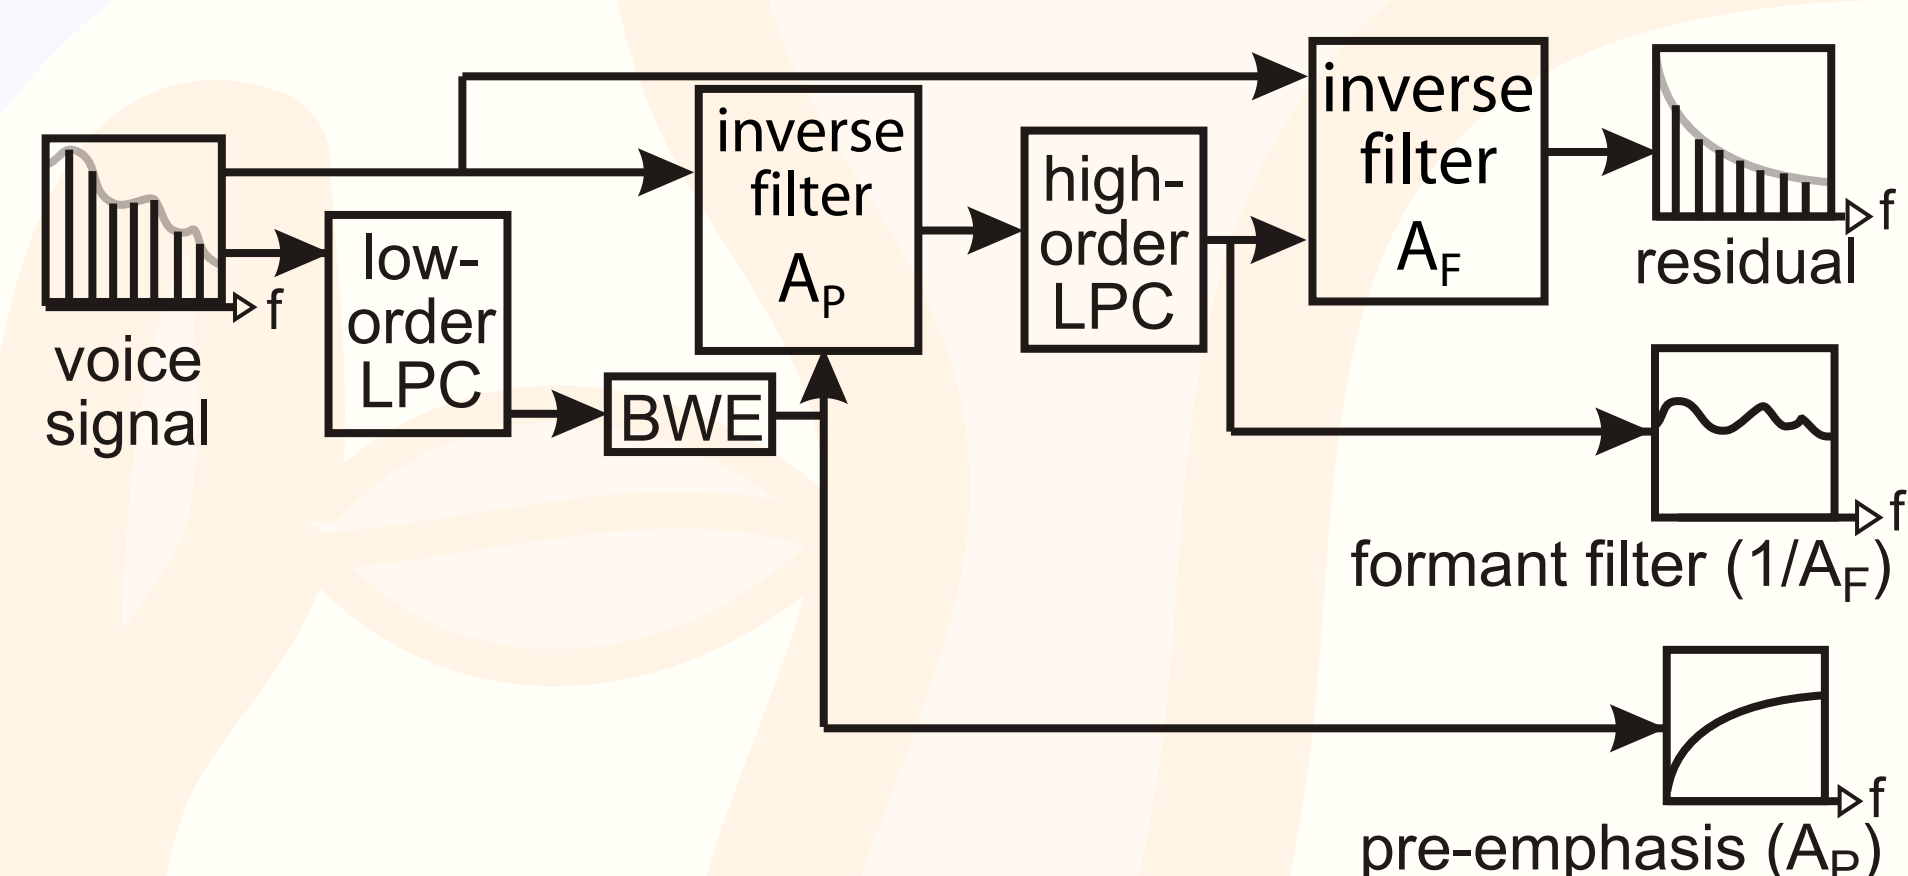 voice
signal
f
low-
order
LPC
BWE
inverse
filter
A_P
high-
order
LPC
inverse
filter
A_F
f
residual
f
formant filter (1/A_F)
f
pre-emphasis (A_P)